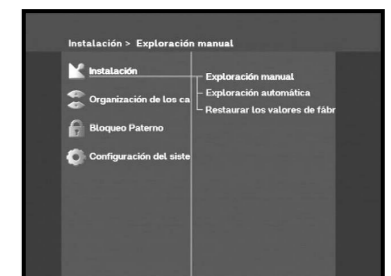 Instalación > Exploración manual
Instalación
Exploración manual
Exploración automática
Organización de los ca
Restaurar los valores de fábr
Bloqueo Paterno
Configuración del siste